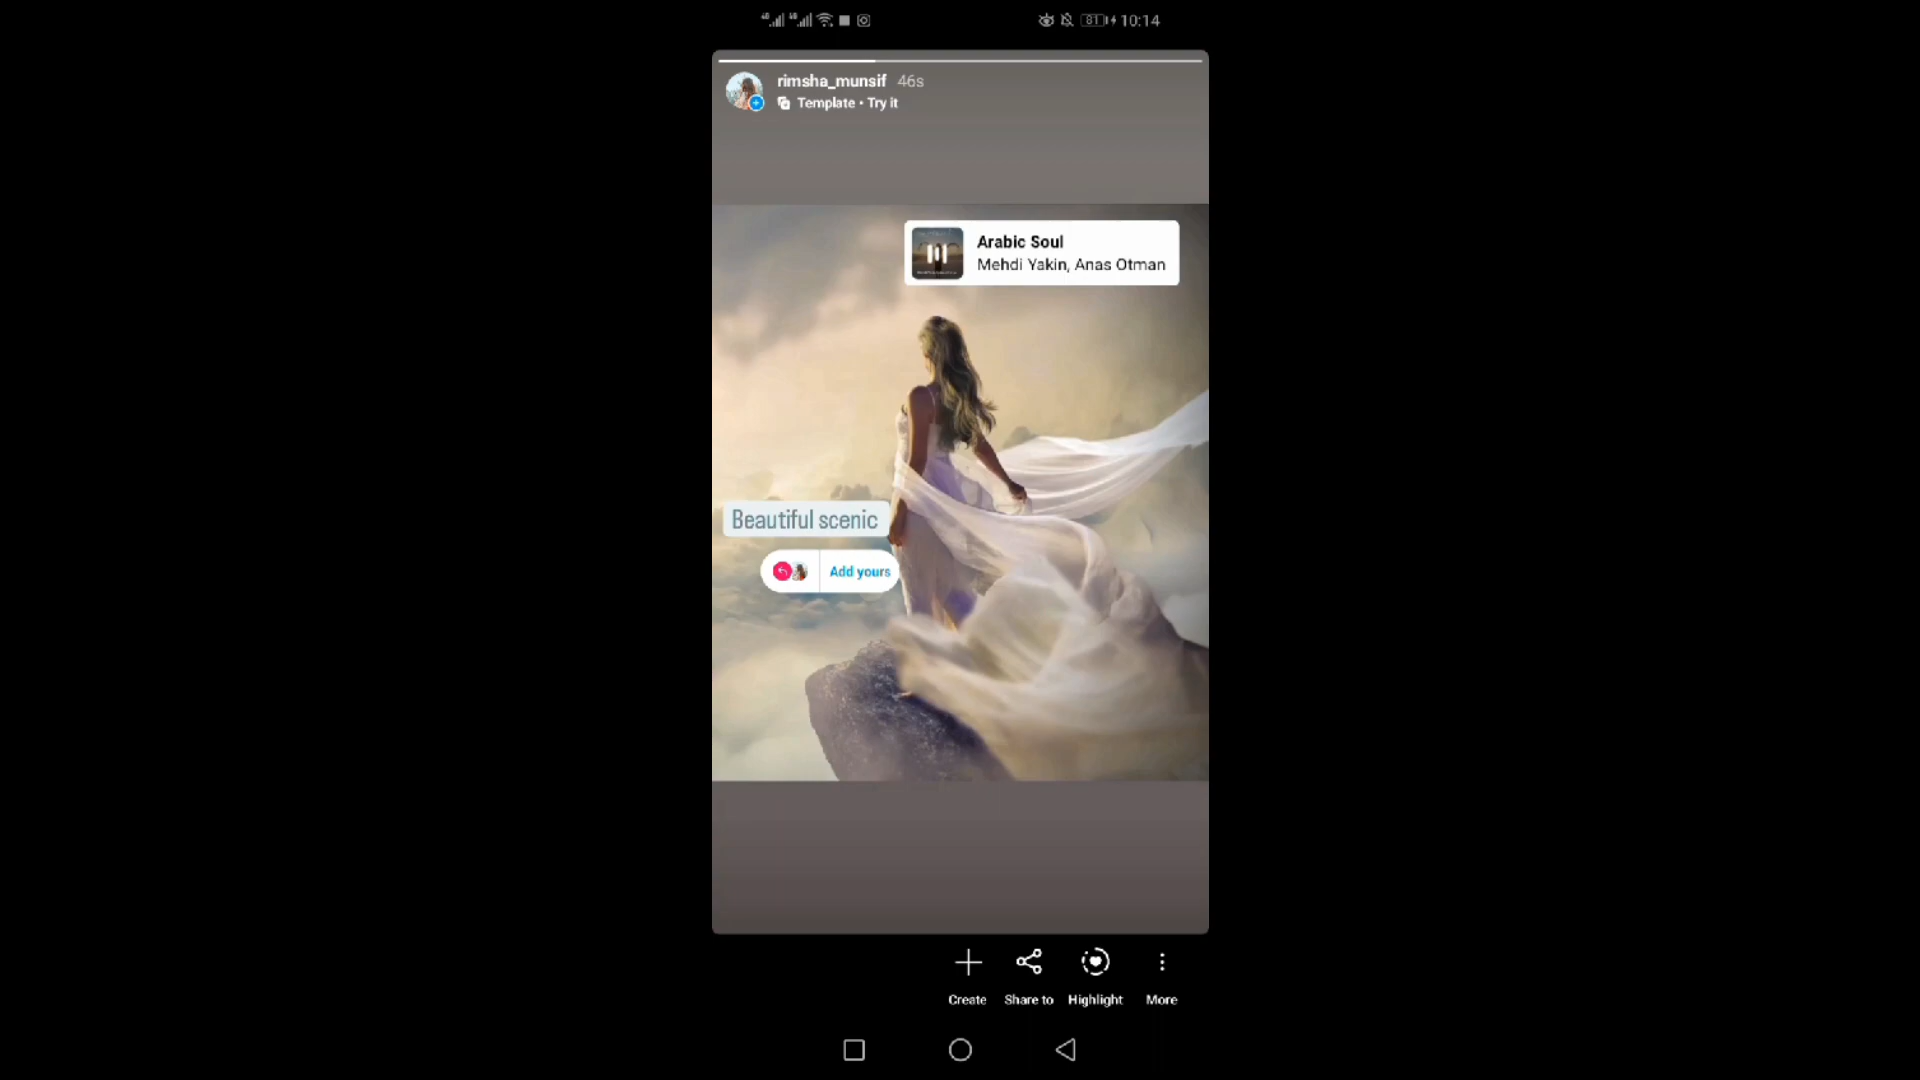 81 10:14
rimsha_munsif 46s
Template • Try it
Arabic Soul
Mehdi Yakin, Anas Otman
Beautiful scenic
Add yours
Create Share to Highlight More